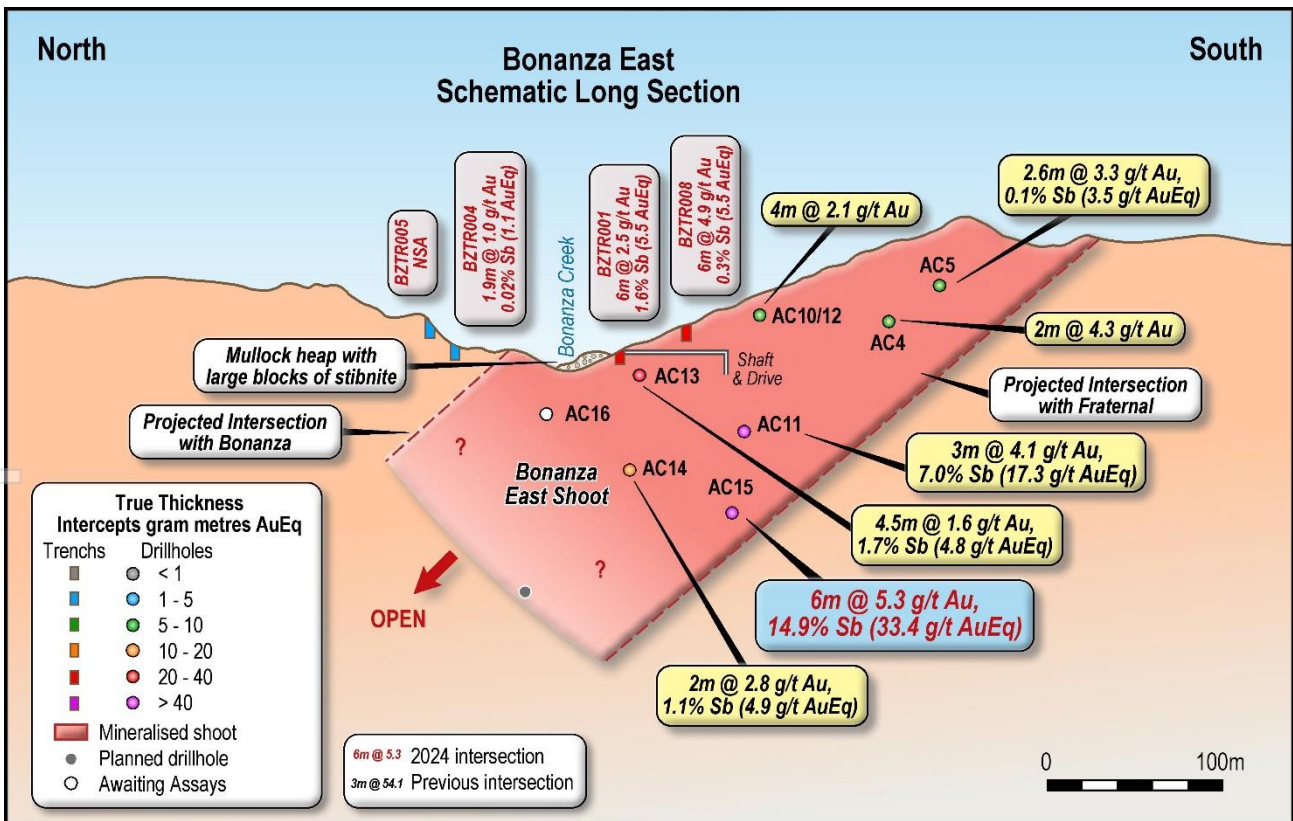 North
South
Bonanza East
Schematic Long Section
BZTR005
NSA
BZTR004
1.9m @ 1.0 g/t Au
0.02% Sb (1.1 AuEq)
Bonanza Creek
BZTR001
6m @ 2.5 g/t Au
1.6% Sb (5.5 AuEq)
BZTR008
6m @ 4.9 g/t Au
0.3% Sb (5.5 AuEq)
4m @ 2.1 g/t Au
2.6m @ 3.3 g/t Au,
0.1% Sb (3.5 g/t AuEq)
AC5
AC10/12
AC4
2m @ 4.3 g/t Au
Mullock heap with
large blocks of stibnite
Shaft
& Drive
AC13
Projected Intersection
with Fraternal
Projected Intersection
with Bonanza
AC16
AC11
3m @ 4.1 g/t Au,
7.0% Sb (17.3 g/t AuEq)
?
Bonanza
East Shoot
AC14
AC15
4.5m @ 1.6 g/t Au,
1.7% Sb (4.8 g/t AuEq)
?
OPEN
6m @ 5.3 g/t Au,
14.9% Sb (33.4 g/t AuEq)
2m @ 2.8 g/t Au,
1.1% Sb (4.9 g/t AuEq)
True Thickness
Intercepts gram metres AuEq
Trenchs Drillholes
< 1
1 - 5
5 - 10
10 - 20
20 - 40
> 40
Mineralised shoot
Planned drillhole
Awaiting Assays
6m @ 5.3 2024 intersection
3m @ 54.1 Previous intersection
0 100m